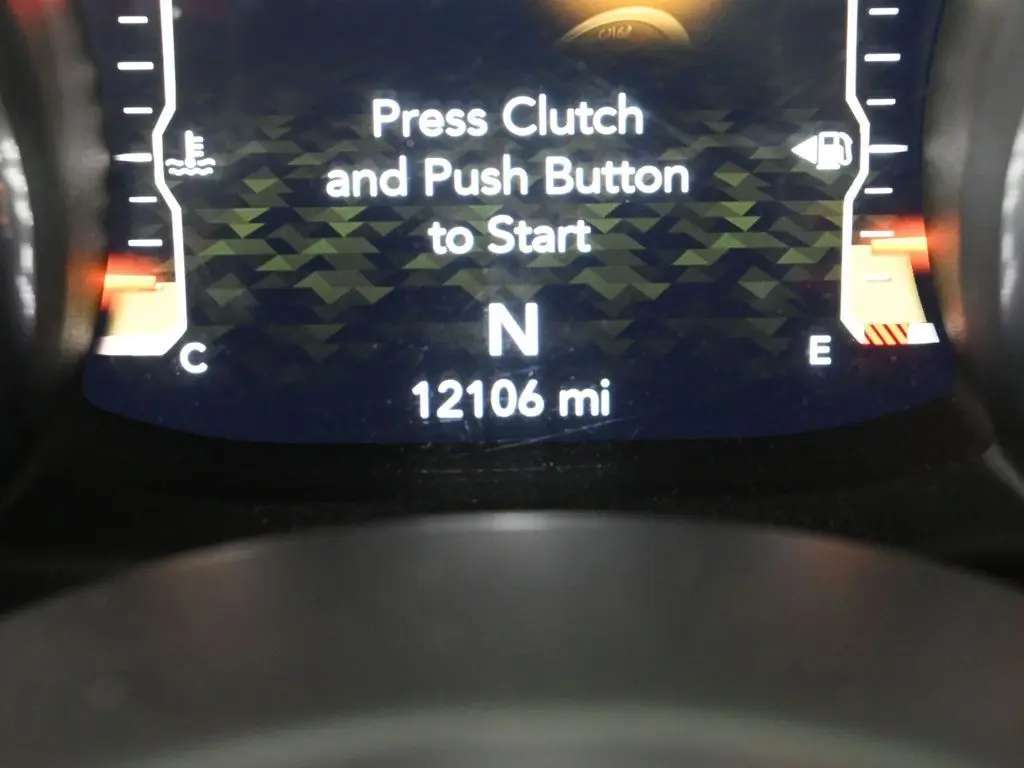 Press Clutch
and Push Button
to Start
N
C
E
12106 mi